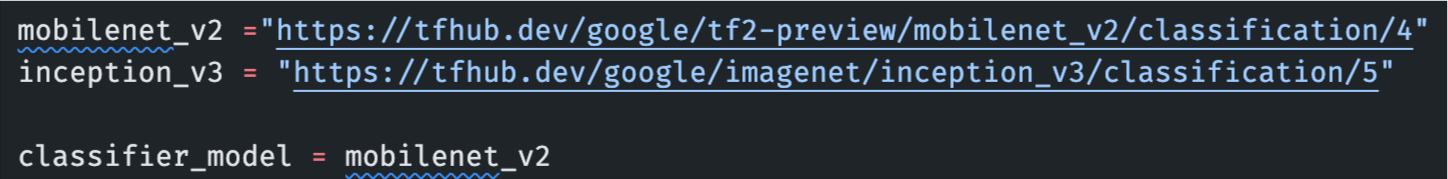 mobilenet_v2 ="https://tfhub.dev/google/tf2-preview/mobilenet_v2/classification/4"
inception_v3 = "https://tfhub.dev/google/imagenet/inception_v3/classification/5"
classifier_model = mobilenet_v2